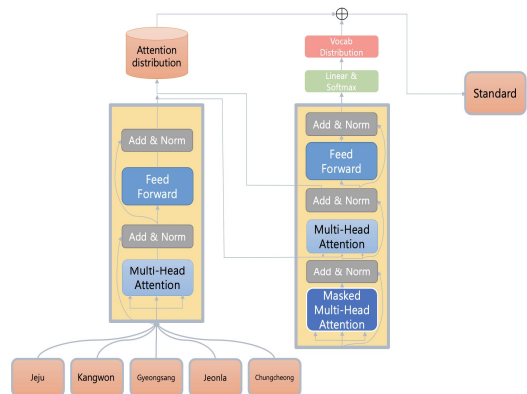 Attention
distribution
Vocab
Distribution
Linear &
Softmax
Standard
Add & Norm
Feed
Forward
Add & Norm
Multi-Head
Attention
Add & Norm
Feed
Forward
Add & Norm
Multi-Head
Attention
Add & Norm
Masked
Multi-Head
Attention
Jeju
Kangwon
Gyeongsang
Jeonla
Chungcheong